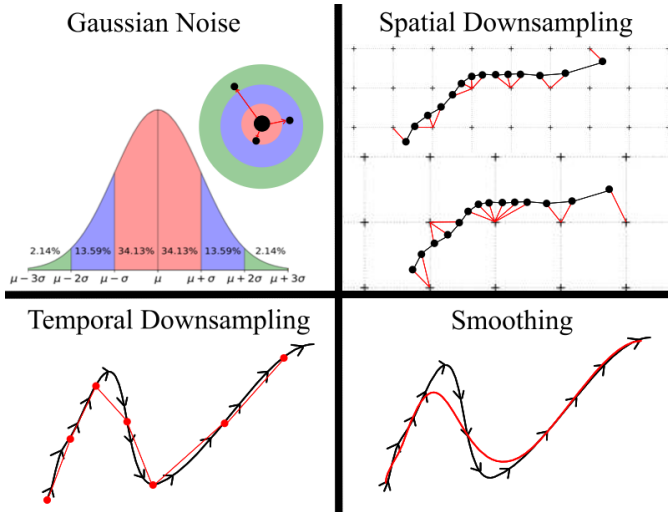 Gaussian Noise
2.14% 13.59% 34.13% 34.13% 13.59% 2.14%
μ−3σ μ−2σ μ−σ μ μ+σ μ+2σ μ+3σ
Spatial Downsampling
Temporal Downsampling
Smoothing